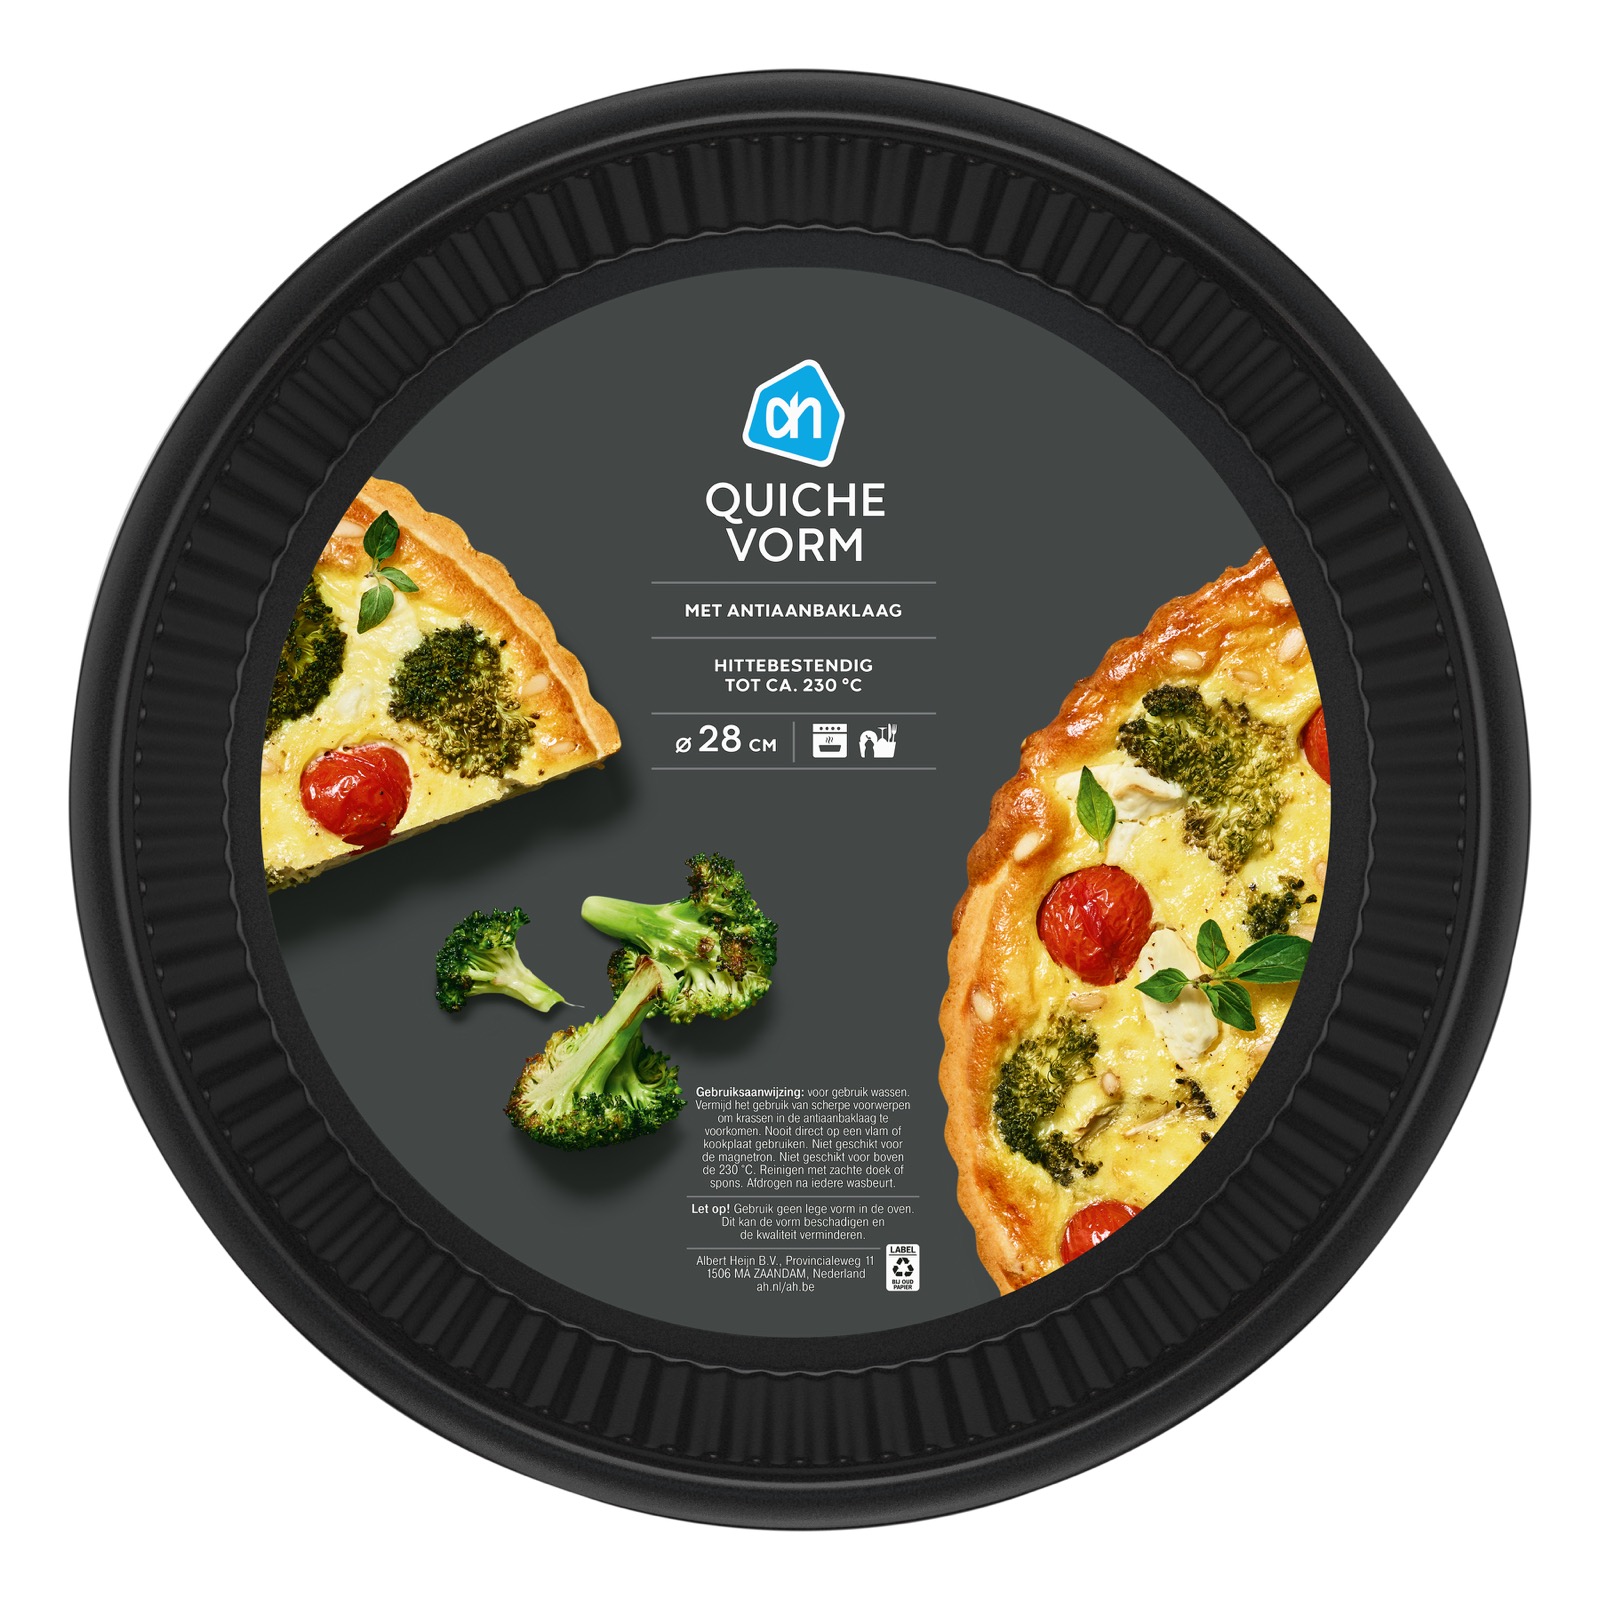 ah
QUICHE
VORM
MET ANTIAANBAKLAAG
HITTEBESTENDIG
TOT CA. 230 °C
ø 28 CM
Gebruiksaanwijzing: voor gebruik wassen.
Vermijd het gebruik van scherpe voorwerpen
om krassen in de antiaanbaklaag te
voorkomen. Nooit direct op een vlam of
kookplaat gebruiken. Niet geschikt voor
de magnetron. Niet geschikt voor boven
de 230 °C. Reinigen met zachte doek of
spons. Afdrogen na iedere wasbeurt.
Let op! Gebruik geen lege vorm in de oven.
Dit kan de vorm beschadigen en
de kwaliteit verminderen.
Albert Heijn B.V., Provincialeweg 11
1506 MA ZAANDAM, Nederland
ah.nl/ah.be
LABEL
BIJ OUD
PAPIER